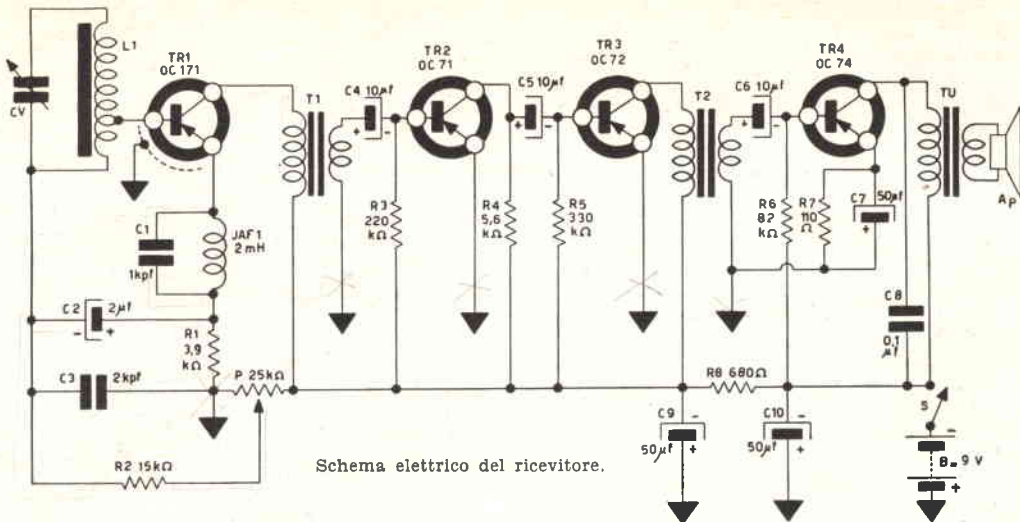 CV
L1
TR1
OC 171
T1
C4 10µf
+ -
TR2
OC 71
C5 10µf
+ -
TR3
OC 72
T2
C6 10µf
+ -
TR4
OC 74
TU
AP
C1
1kpf
JAF1
2 mH
R3
220
kΩ
R4
5,6
kΩ
R5
330
kΩ
R6
82
kΩ
R7
110
Ω
C7
50µf
+
C2
2µf
- +
R1
3,9
kΩ
C8
0,1
µf
C3
2kpf
P 25kΩ
R8 680Ω
S
R2 15kΩ
C9
-
50µf
+
C10
-
50µf
+
-
B= 9 V
+
Schema elettrico del ricevitore.